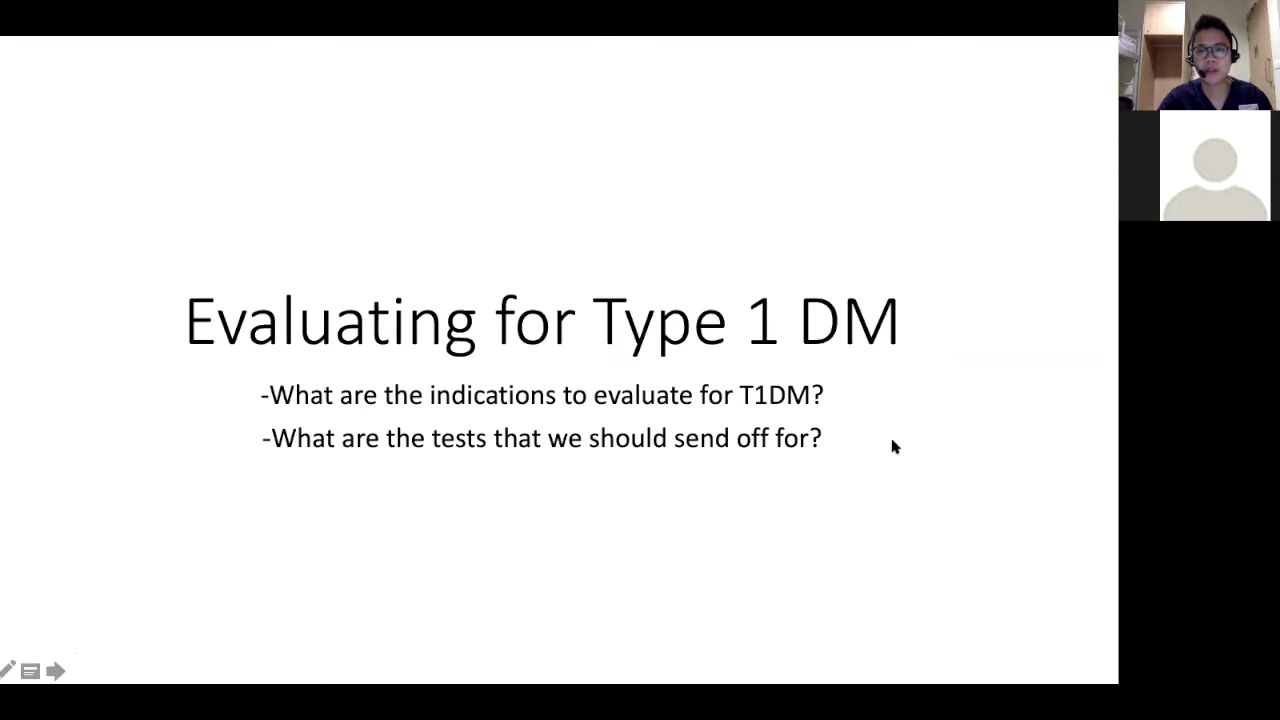 Evaluating for Type 1 DM
-What are the indications to evaluate for T1DM?
-What are the tests that we should send off for?